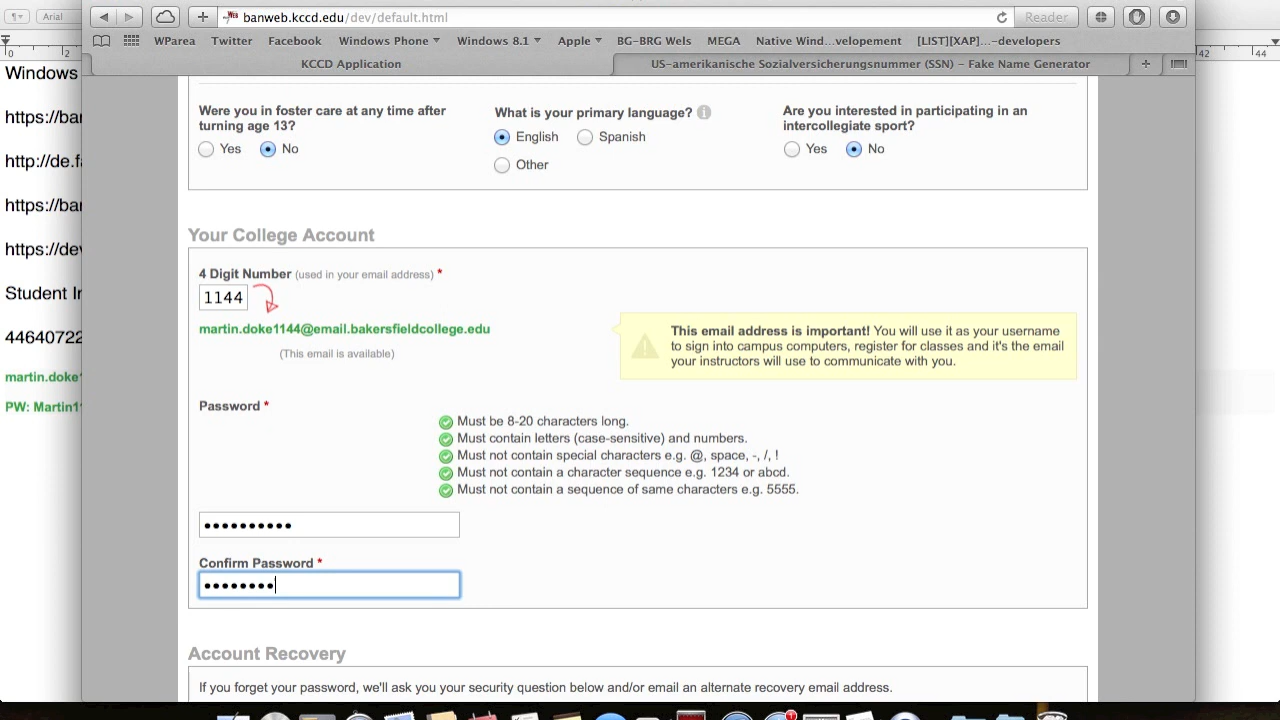 Arial
banweb.kccd.edu/dev/default.html
Reader
WParea Twitter Facebook Windows Phone Windows 8.1 Apple BG-BRG Wels MEGA Native Wind...velopement [LIST][XAP]...-developers
KCCD Application US-amerikanische Sozialversicherungsnummer (SSN) – Fake Name Generator
0 2 42 44
Windows
https://ban
http://de.f
https://ban
https://dev
Student In
44640722
martin.doke1
PW: Martin11
Were you in foster care at any time after
turning age 13?
Yes No
What is your primary language?
English Spanish
Other
Are you interested in participating in an
intercollegiate sport?
Yes No
Your College Account
4 Digit Number (used in your email address) *
1144
martin.doke1144@email.bakersfieldcollege.edu
(This email is available)
This email address is important! You will use it as your username
to sign into campus computers, register for classes and it's the email
your instructors will use to communicate with you.
Password *
Must be 8-20 characters long.
Must contain letters (case-sensitive) and numbers.
Must not contain special characters e.g. @, space, -, /, !
Must not contain a character sequence e.g. 1234 or abcd.
Must not contain a sequence of same characters e.g. 5555.
Confirm Password *
Account Recovery
If you forget your password, we'll ask you your security question below and/or email an alternate recovery email address.